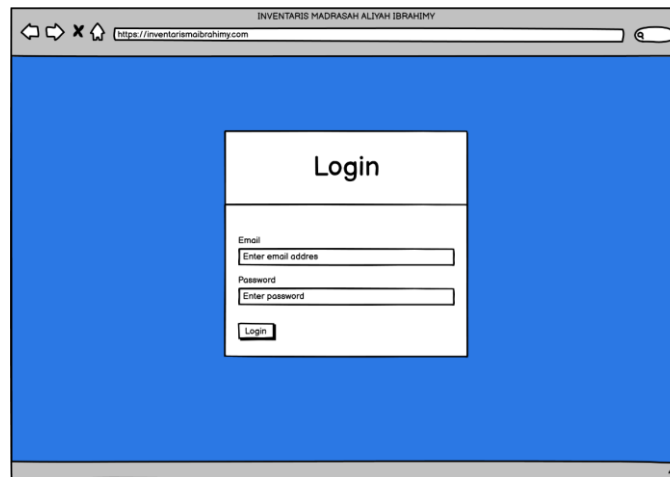 INVENTARIS MADRASAH ALIYAH IBRAHIMY
https://inventarismaibrahimy.com
Login
Email
Enter email addres
Password
Enter password
Login